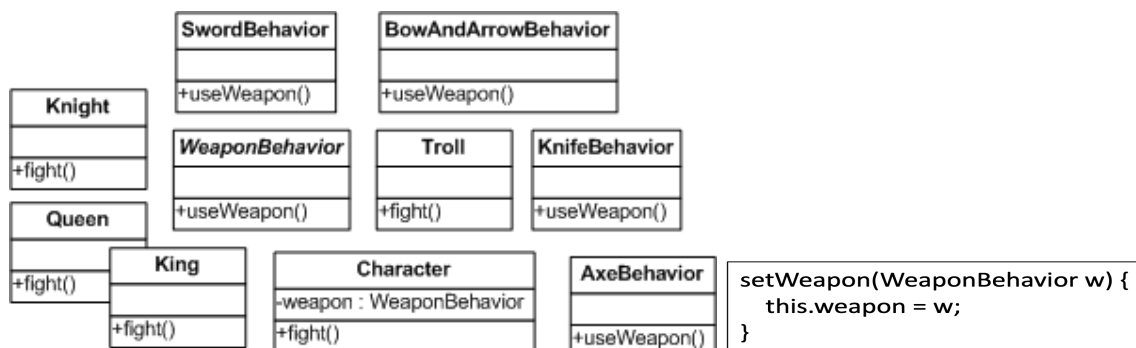 SwordBehavior
+useWeapon()
BowAndArrowBehavior
+useWeapon()
Knight
+fight()
WeaponBehavior
+useWeapon()
Troll
+fight()
KnifeBehavior
+useWeapon()
Queen
+fight()
King
+fight()
Character
-weapon : WeaponBehavior
+fight()
AxeBehavior
+useWeapon()
setWeapon(WeaponBehavior w) {
this.weapon = w;
}